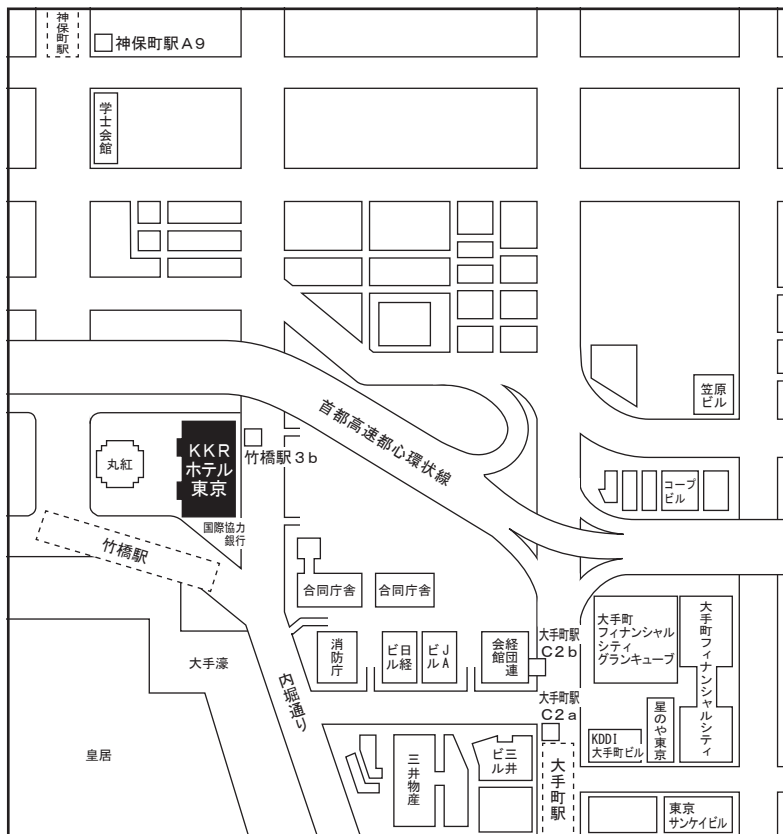 神保町駅
神保町駅A9
学士会館
首都高速都心環状線
笠原
ビル
KKR
ホテル
東京
竹橋駅3b
丸紅
コープ
ビル
国際協力
銀行
竹橋駅
合同庁舎
合同庁舎
大手町駅
C2b
大手町
フィナンシャル
シティ
グランキューブ
大手町フィナンシャルシティ
消防庁
日経
ビル
JA
ビル
経団連
会館
大手濠
内堀通り
大手町駅
C2a
星のや東京
KDDI
大手町ビル
皇居
三井物産
三井
ビル
大手町駅
東京
サンケイビル